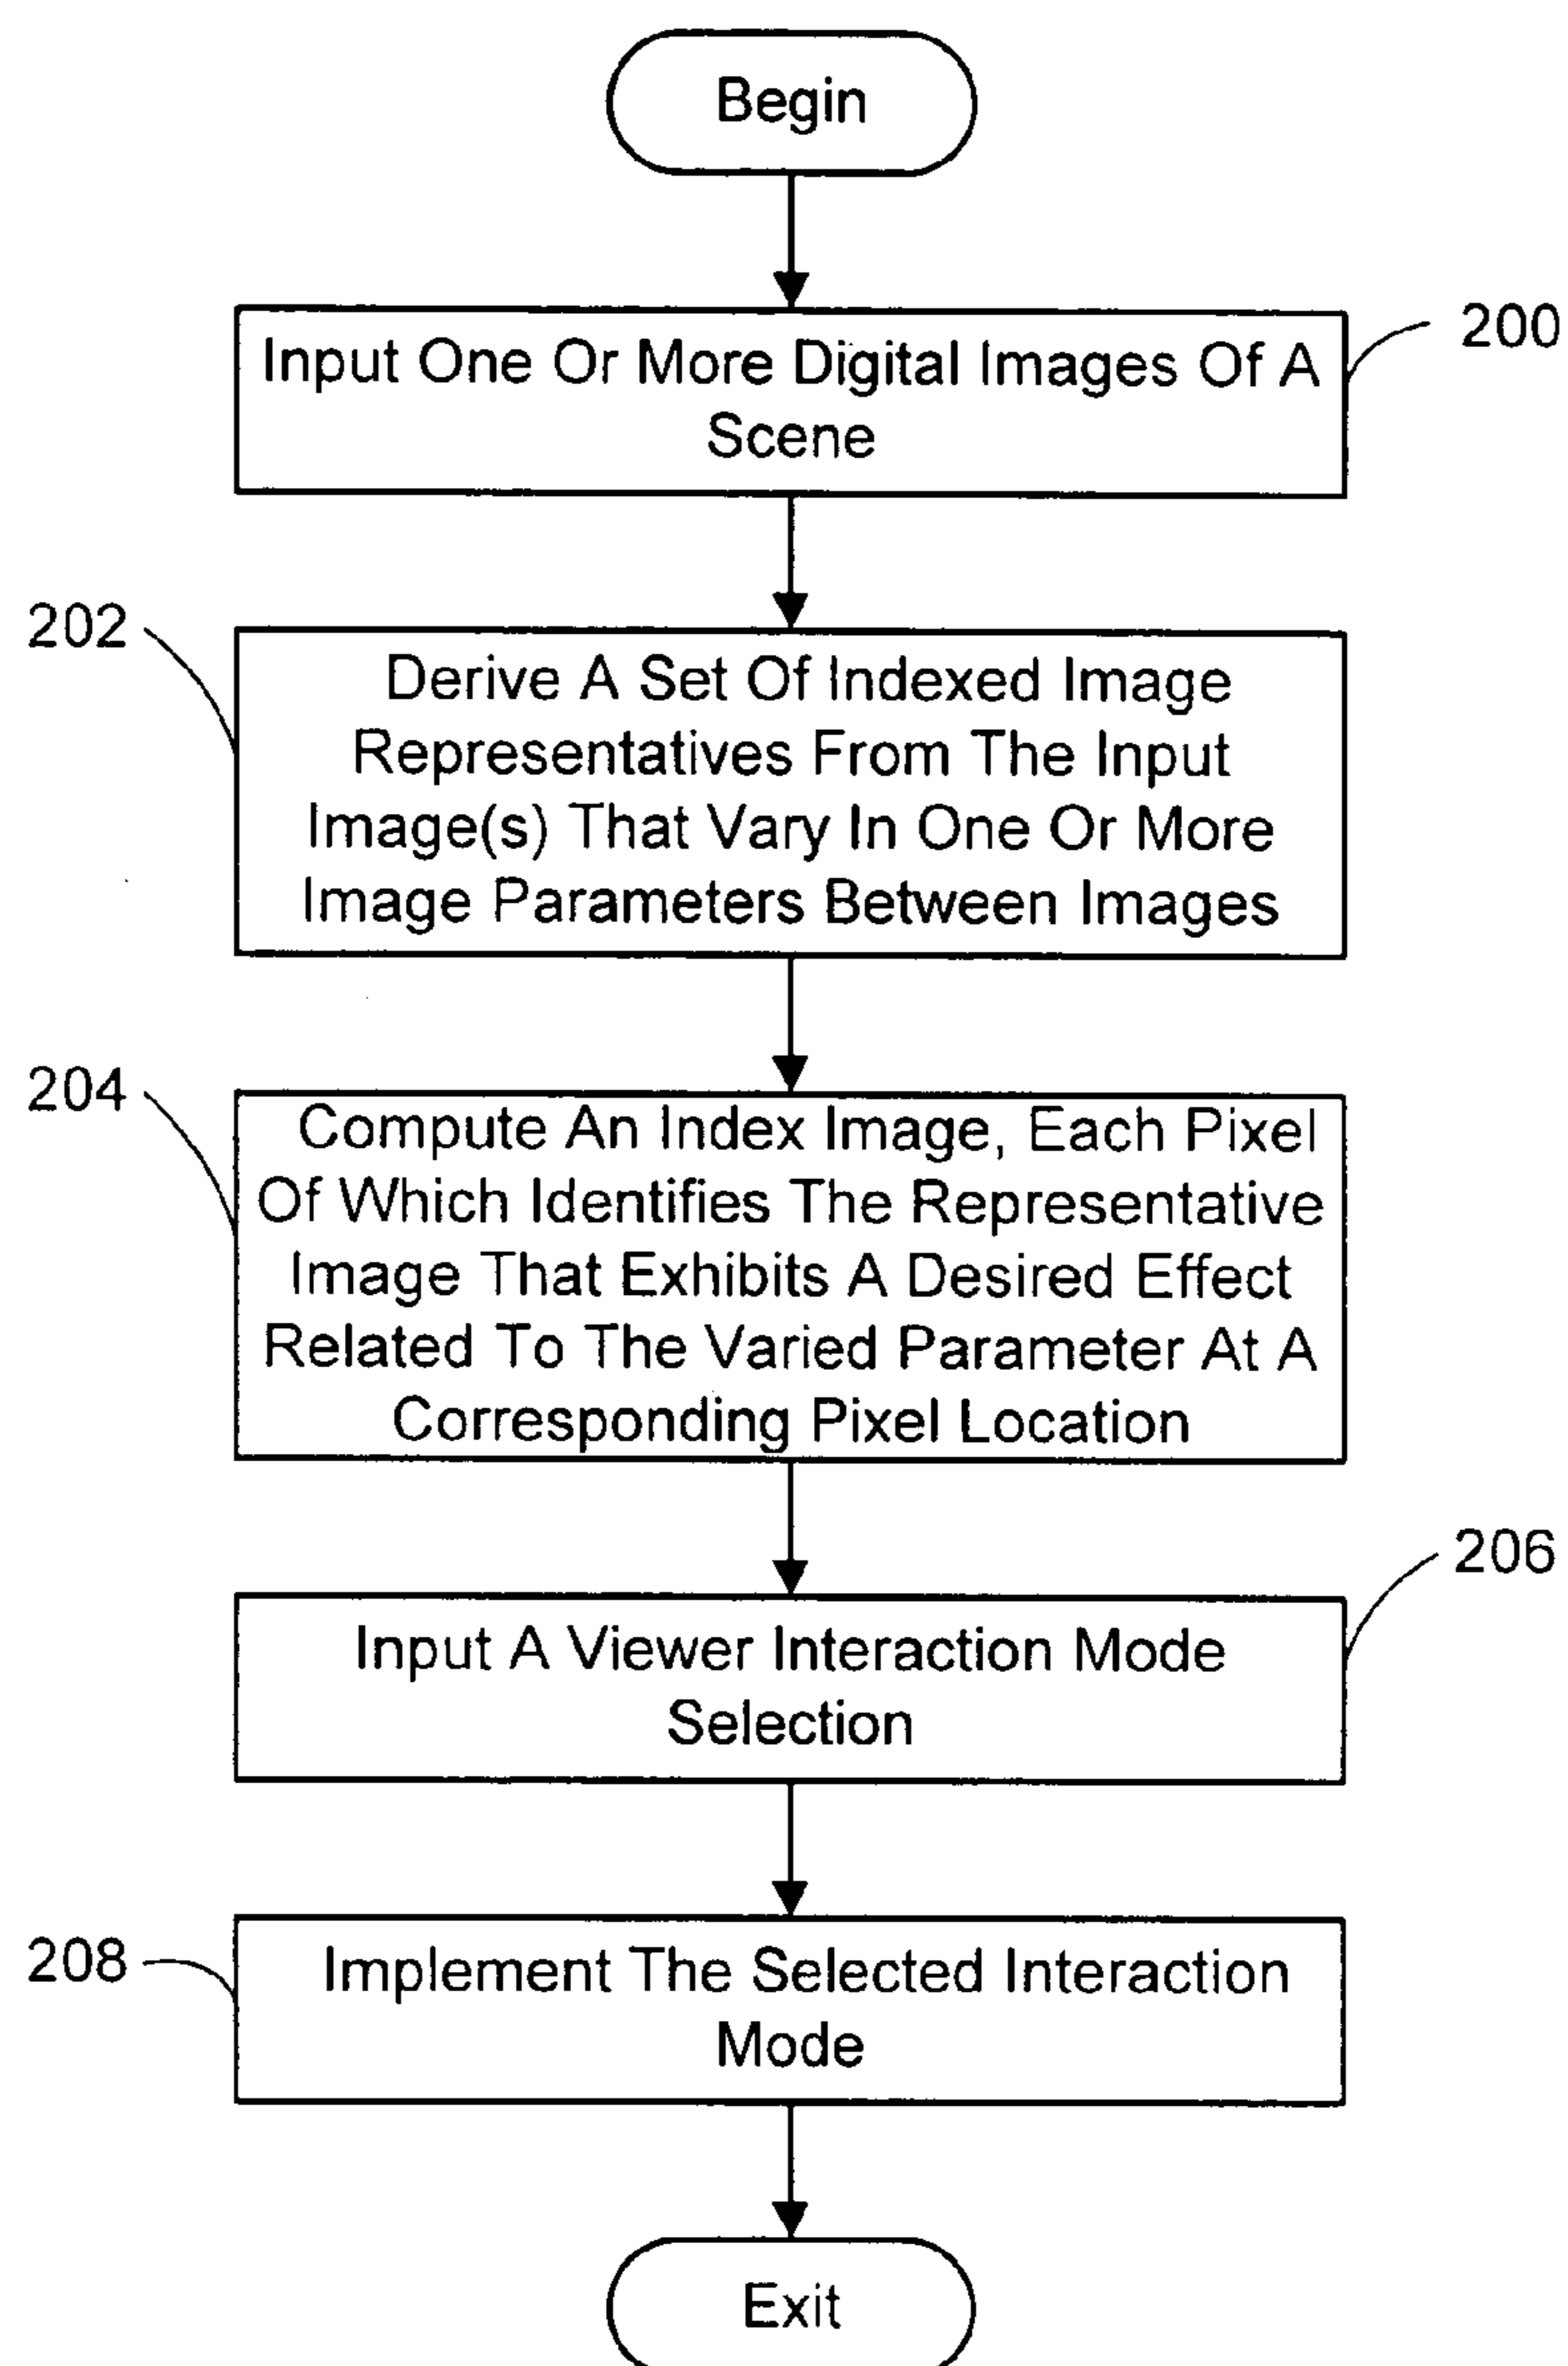 Begin
Input One Or More Digital Images Of A
Scene
200
202
Derive A Set Of Indexed Image
Representatives From The Input
Image(s) That Vary In One Or More
Image Parameters Between Images
204
Compute An Index Image, Each Pixel
Of Which Identifies The Representative
Image That Exhibits A Desired Effect
Related To The Varied Parameter At A
Corresponding Pixel Location
206
Input A Viewer Interaction Mode
Selection
208
Implement The Selected Interaction
Mode
Exit